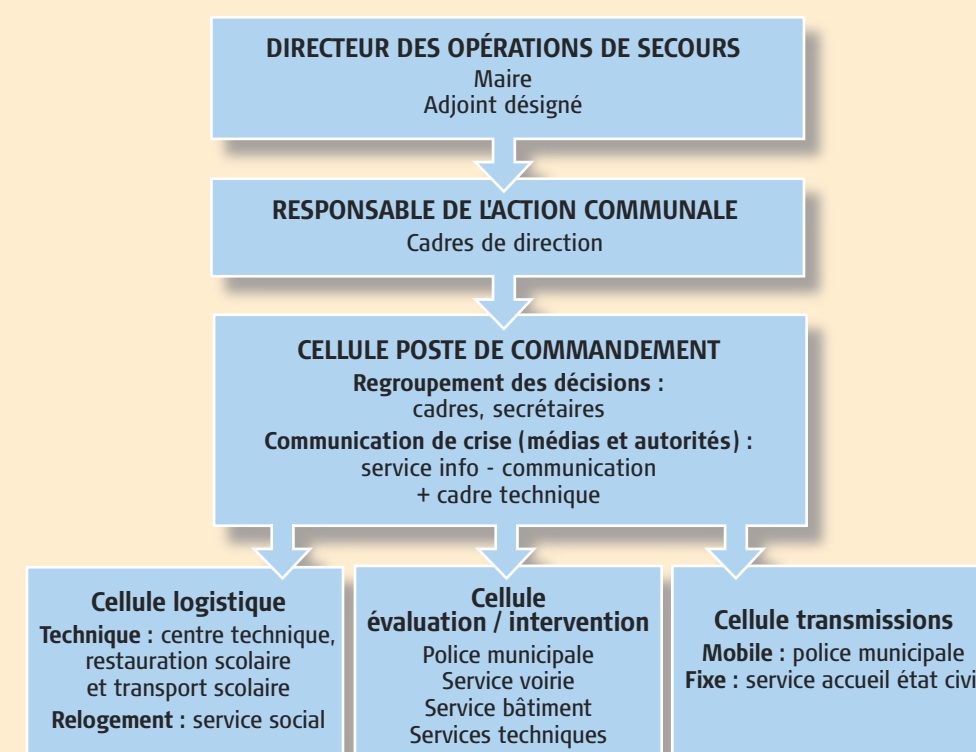 DIRECTEUR DES OPÉRATIONS DE SECOURS
Maire
Adjoint désigné
RESPONSABLE DE L'ACTION COMMUNALE
Cadres de direction
CELLULE POSTE DE COMMANDEMENT
Regroupement des décisions :
cadres, secrétaires
Communication de crise (médias et autorités) :
service info - communication
+ cadre technique
Cellule logistique
Technique : centre technique,
restauration scolaire
et transport scolaire
Relogement : service social
Cellule
évaluation / intervention
Police municipale
Service voirie
Service bâtiment
Services techniques
Cellule transmissions
Mobile : police municipale
Fixe : service accueil état civi